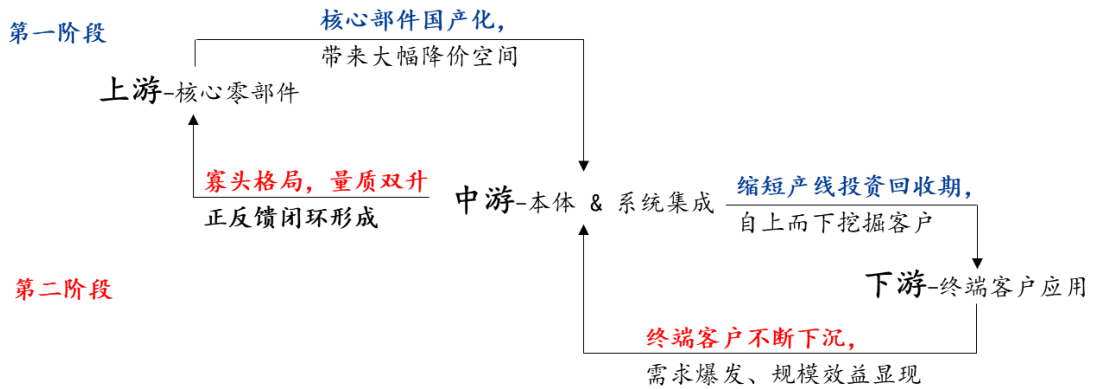 第一阶段
核心部件国产化,
带来大幅降价空间
上游-核心零部件
寡头格局，量质双升
正反馈闭环形成
中游-本体 & 系统集成
缩短产线投资回收期,
自上而下挖掘客户
第二阶段
下游-终端客户应用
终端客户不断下沉,
需求爆发、规模效益显现